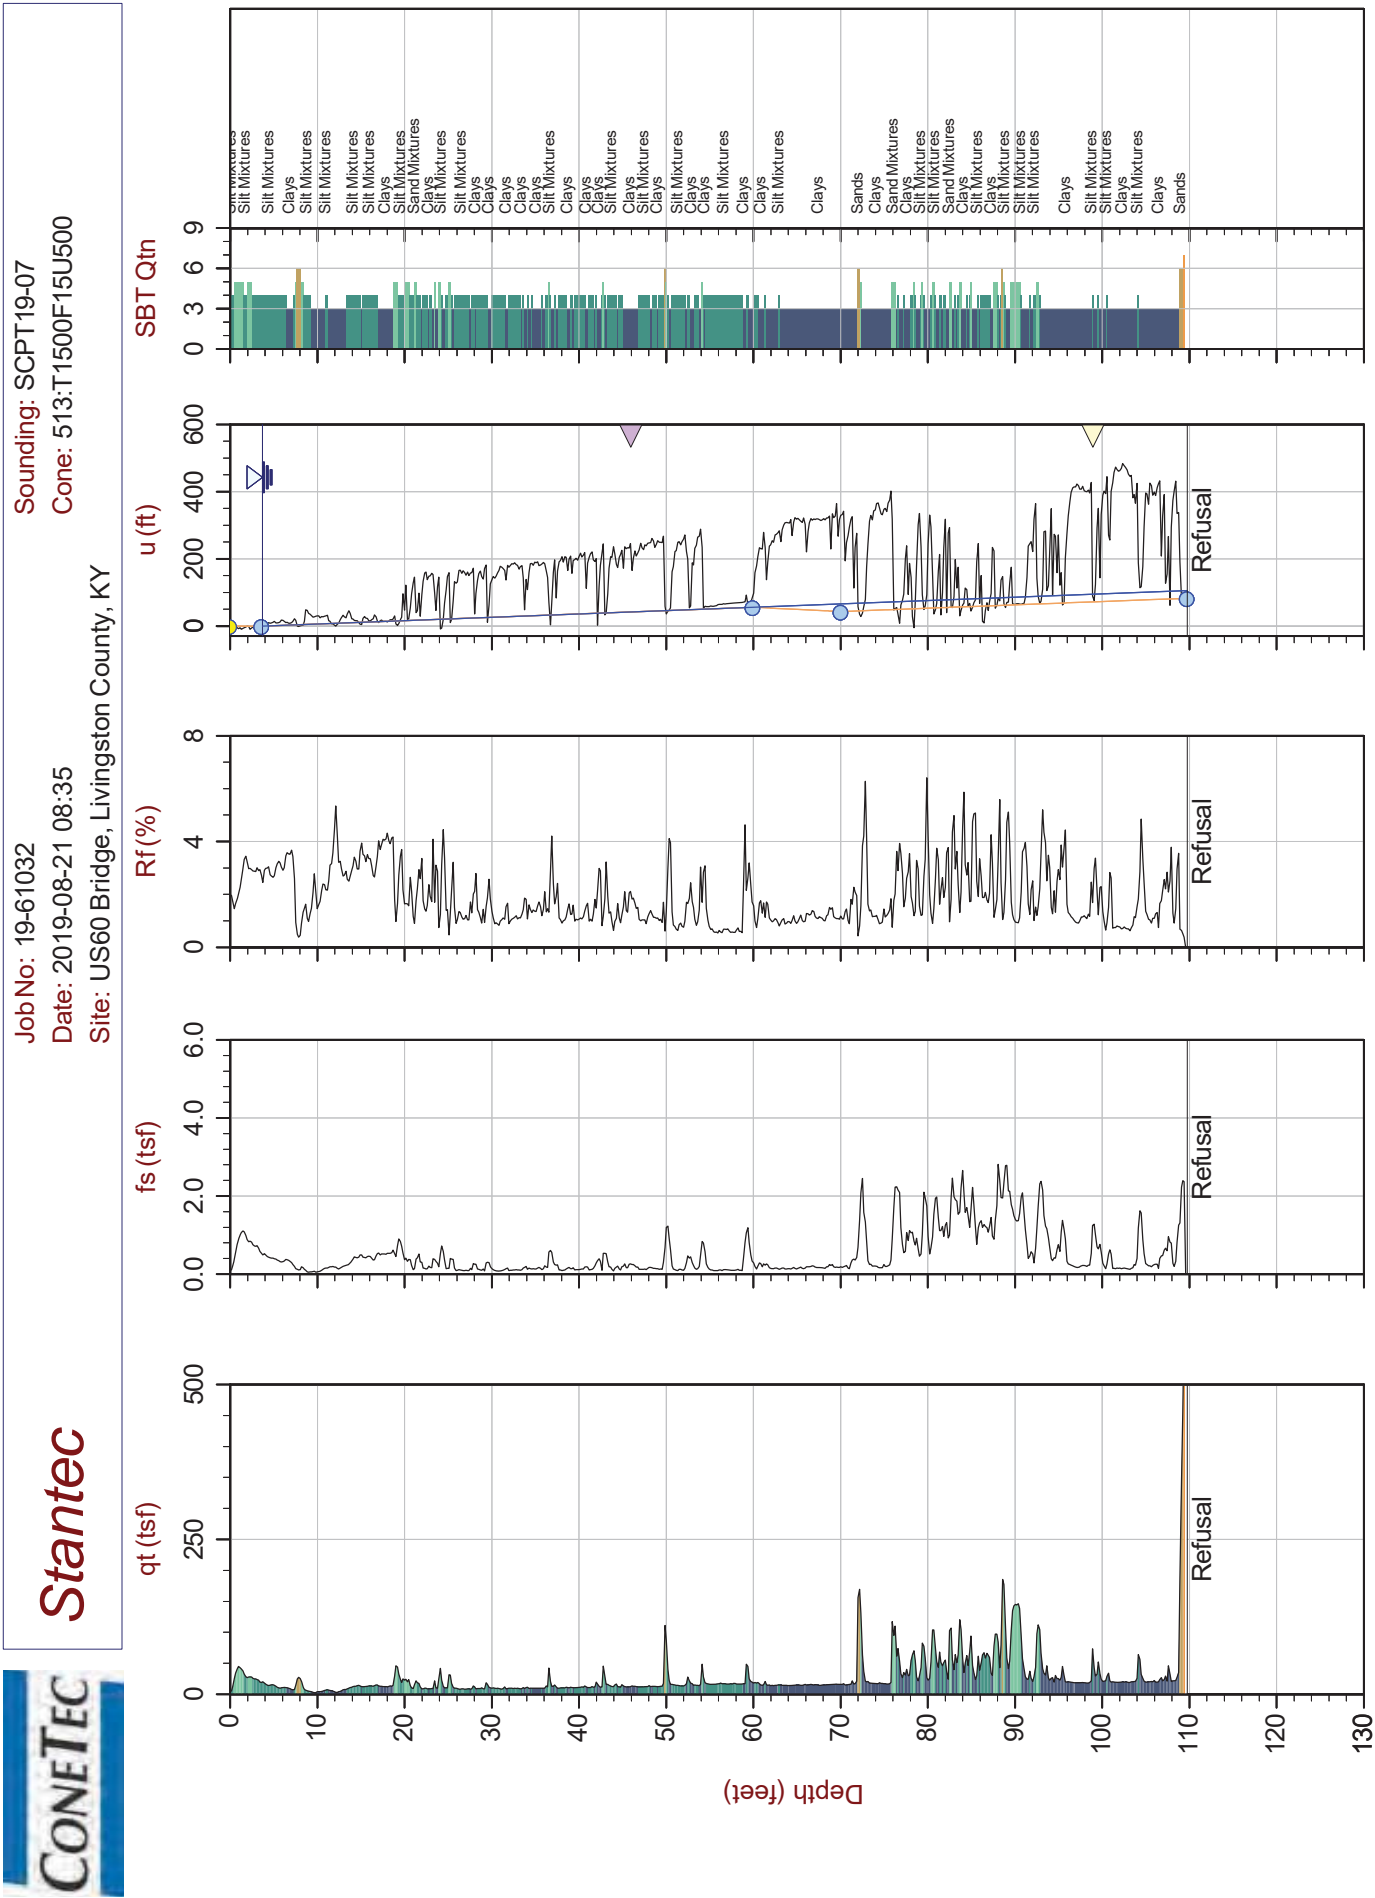 CONETEC
Stantec
Job No: 19-61032
Date: 2019-08-21 08:35
Site: US60 Bridge, Livingston County, KY
Sounding: SCPT19-07
Cone: 513:T1500F15U500
qt (tsf)
fs (tsf)
Rf (%)
u (ft)
SBT Qtn
0
250
500
0.0
2.0
4.0
6.0
0
4
8
0
200
400
600
0
3
6
9
Depth (feet)
0
10
20
30
40
50
60
70
80
90
100
110
120
130
Refusal
Refusal
Refusal
Refusal
Silt Mixtures
Silt Mixtures
Silt Mixtures
Clays
Silt Mixtures
Silt Mixtures
Silt Mixtures
Silt Mixtures
Clays
Silt Mixtures
Sand Mixtures
Clays
Silt Mixtures
Silt Mixtures
Clays
Clays
Clays
Clays
Clays
Silt Mixtures
Clays
Clays
Clays
Silt Mixtures
Clays
Silt Mixtures
Clays
Silt Mixtures
Clays
Clays
Silt Mixtures
Clays
Clays
Silt Mixtures
Clays
Sands
Clays
Sand Mixtures
Clays
Silt Mixtures
Silt Mixtures
Sand Mixtures
Clays
Silt Mixtures
Clays
Silt Mixtures
Silt Mixtures
Silt Mixtures
Clays
Silt Mixtures
Silt Mixtures
Clays
Silt Mixtures
Clays
Sands